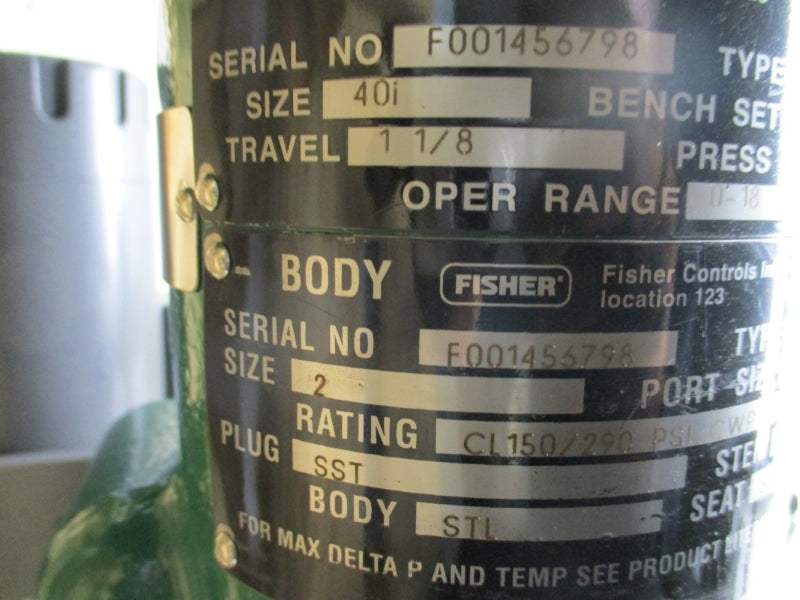 SERIAL NO F001456798 TYPE
SIZE 40i BENCH SET
TRAVEL 1 1/8 PRESS
OPER RANGE 0-18
BODY FISHER Fisher Controls
location 123
SERIAL NO F001456798
SIZE 2 PORT
RATING CL150/290 PSI CWP
PLUG SST
BODY STL SEAT
FOR MAX DELTA P AND TEMP SEE PRODUCT